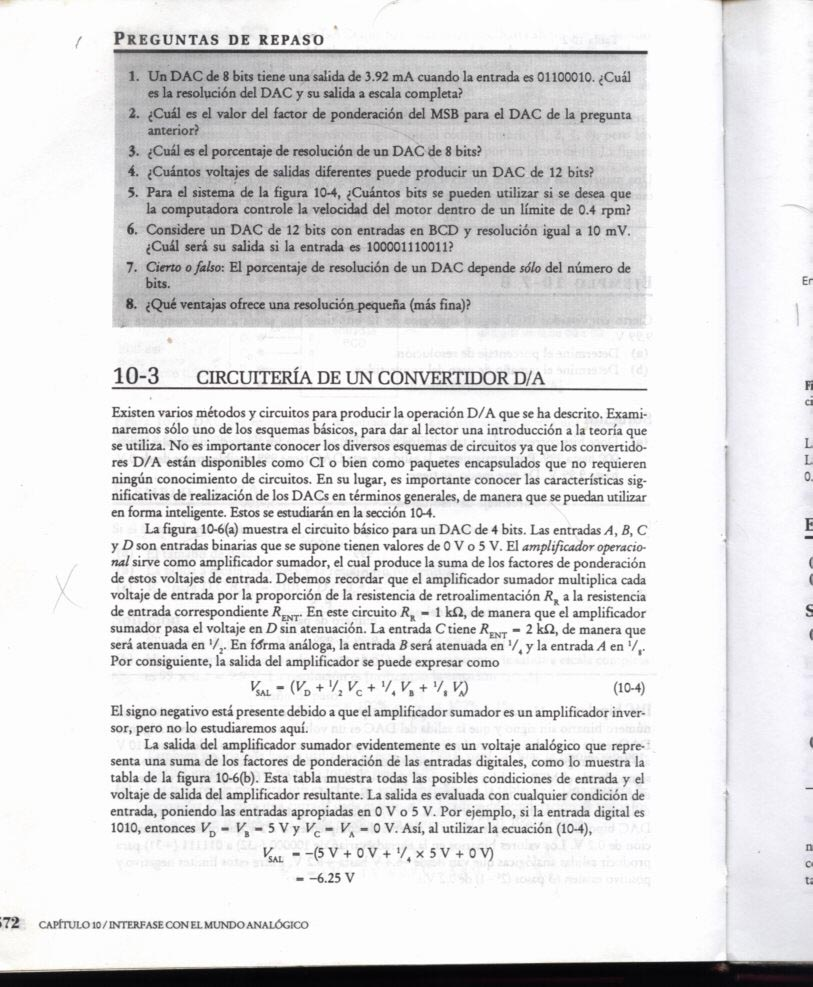 PREGUNTAS DE REPASO
1. Un DAC de 8 bits tiene una salida de 3.92 mA cuando la entrada es 01100010. ¿Cuál
es la resolución del DAC y su salida a escala completa?
2. ¿Cuál es el valor del factor de ponderación del MSB para el DAC de la pregunta
anterior?
3. ¿Cuál es el porcentaje de resolución de un DAC de 8 bits?
4. ¿Cuántos voltajes de salidas diferentes puede producir un DAC de 12 bits?
5. Para el sistema de la figura 10-4, ¿Cuántos bits se pueden utilizar si se desea que
la computadora controle la velocidad del motor dentro de un límite de 0.4 rpm?
6. Considere un DAC de 12 bits con entradas en BCD y resolución igual a 10 mV.
¿Cuál será su salida si la entrada es 100001110011?
7. Cierto o falso: El porcentaje de resolución de un DAC depende sólo del número de
bits.
8. ¿Qué ventajas ofrece una resolución pequeña (más fina)?
10-3 CIRCUITERÍA DE UN CONVERTIDOR D/A
Existen varios métodos y circuitos para producir la operación D/A que se ha descrito. Exami-
naremos sólo uno de los esquemas básicos, para dar al lector una introducción a la teoría que
se utiliza. No es importante conocer los diversos esquemas de circuitos ya que los convertido-
res D/A están disponibles como CI o bien como paquetes encapsulados que no requieren
ningún conocimiento de circuitos. En su lugar, es importante conocer las características sig-
nificativas de realización de los DACs en términos generales, de manera que se puedan utilizar
en forma inteligente. Estos se estudiarán en la sección 10-4.
La figura 10-6(a) muestra el circuito básico para un DAC de 4 bits. Las entradas A, B, C
y D son entradas binarias que se supone tienen valores de 0 V o 5 V. El amplificador operacio-
nal sirve como amplificador sumador, el cual produce la suma de los factores de ponderación
de estos voltajes de entrada. Debemos recordar que el amplificador sumador multiplica cada
voltaje de entrada por la proporción de la resistencia de retroalimentación R_R a la resistencia
de entrada correspondiente R_ENT. En este circuito R_R = 1 kΩ, de manera que el amplificador
sumador pasa el voltaje en D sin atenuación. La entrada C tiene R_ENT = 2 kΩ, de manera que
será atenuada en 1/2. En forma análoga, la entrada B será atenuada en 1/4 y la entrada A en 1/8.
Por consiguiente, la salida del amplificador se puede expresar como
V_SAL = (V_D + 1/2 V_C + 1/4 V_B + 1/8 V_A) (10-4)
El signo negativo está presente debido a que el amplificador sumador es un amplificador inver-
sor, pero no lo estudiaremos aquí.
La salida del amplificador sumador evidentemente es un voltaje analógico que repre-
senta una suma de los factores de ponderación de las entradas digitales, como lo muestra la
tabla de la figura 10-6(b). Esta tabla muestra todas las posibles condiciones de entrada y el
voltaje de salida del amplificador resultante. La salida es evaluada con cualquier condición de
entrada, poniendo las entradas apropiadas en 0 V o 5 V. Por ejemplo, si la entrada digital es
1010, entonces V_D = V_B = 5 V y V_C = V_A = 0 V. Así, al utilizar la ecuación (10-4),
V_SAL = -(5 V + 0 V + 1/4 × 5 V + 0 V)
= -6.25 V
572 CAPÍTULO 10 / INTERFASE CON EL MUNDO ANALÓGICO